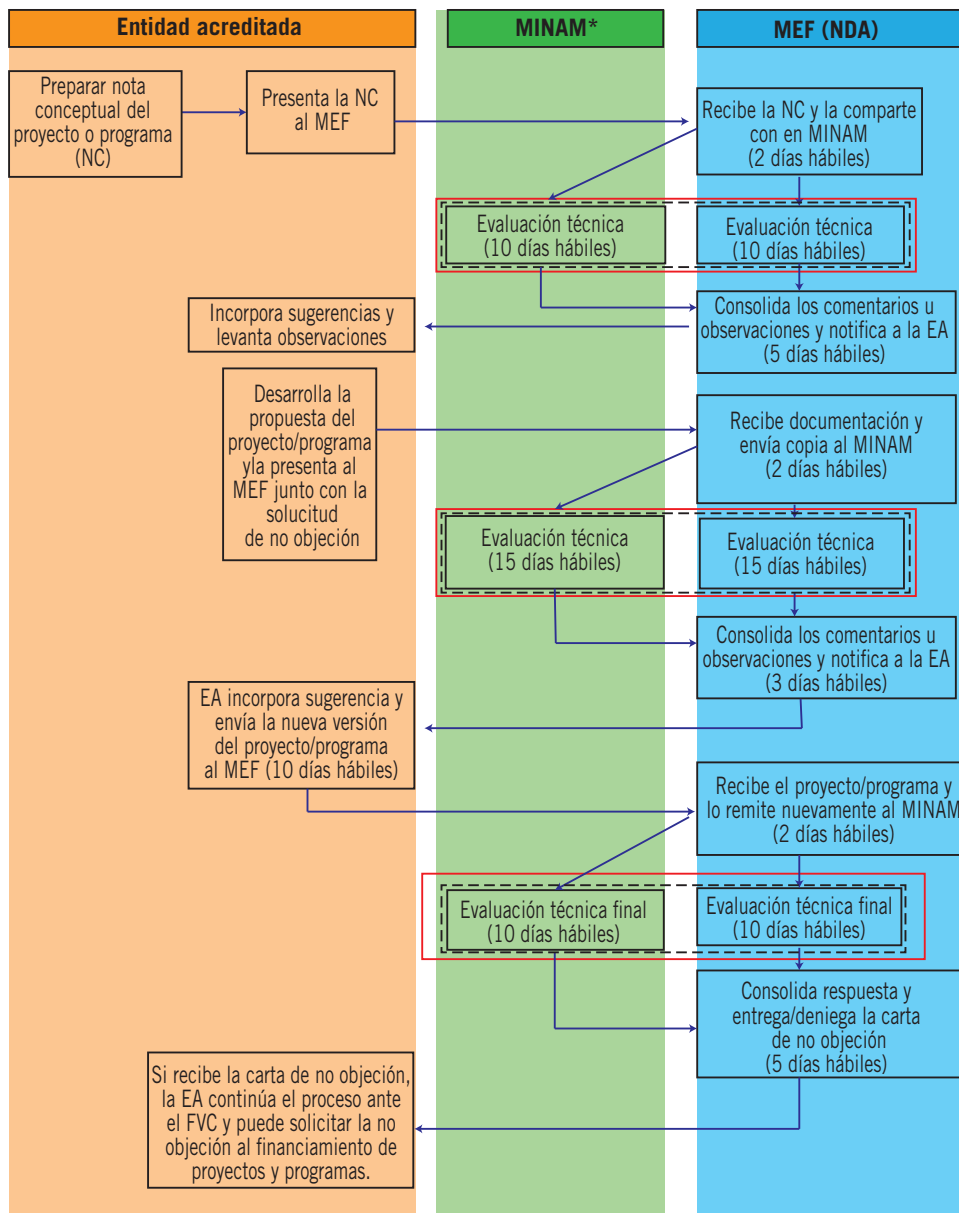 Entidad acreditada
MINAM*
MEF (NDA)
Preparar nota
conceptual del
proyecto o programa
(NC)
Presenta la NC
al MEF
Recibe la NC y la comparte
con en MINAM
(2 días hábiles)
Evaluación técnica
(10 días hábiles)
Evaluación técnica
(10 días hábiles)
Consolida los comentarios u
observaciones y notifica a la EA
(5 días hábiles)
Incorpora sugerencias y
levanta observaciones
Desarrolla la
propuesta del
proyecto/programa
yla presenta al
MEF junto con la
solucitud
de no objeción
Recibe documentación y
envía copia al MINAM
(2 días hábiles)
Evaluación técnica
(15 días hábiles)
Evaluación técnica
(15 días hábiles)
Consolida los comentarios u
observaciones y notifica a la EA
(3 días hábiles)
EA incorpora sugerencia y
envía la nueva versión
del proyecto/programa
al MEF (10 días hábiles)
Recibe el proyecto/programa y
lo remite nuevamente al MINAM
(2 días hábiles)
Evaluación técnica final
(10 días hábiles)
Evaluación técnica final
(10 días hábiles)
Consolida respuesta y
entrega/deniega la carta
de no objeción
(5 días hábiles)
Si recibe la carta de no objeción,
la EA continúa el proceso ante
el FVC y puede solicitar la no
objeción al financiamiento de
proyectos y programas.